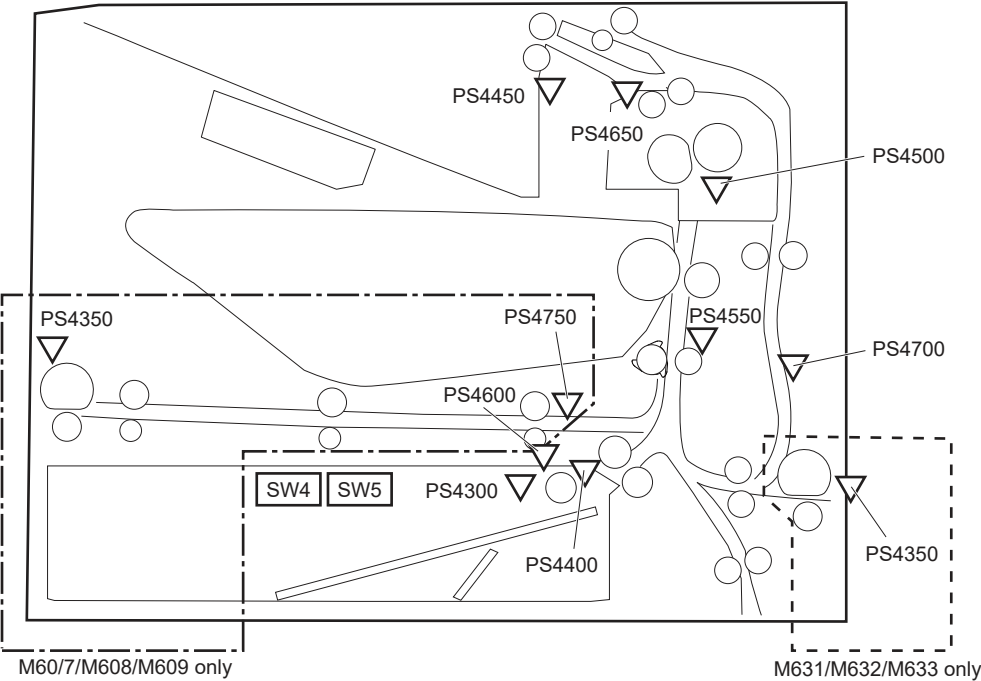 PS4450
PS4650
PS4500
PS4350
PS4750
PS4550
PS4700
PS4600
SW4
SW5
PS4300
PS4400
PS4350
M60/7/M608/M609 only
M631/M632/M633 only